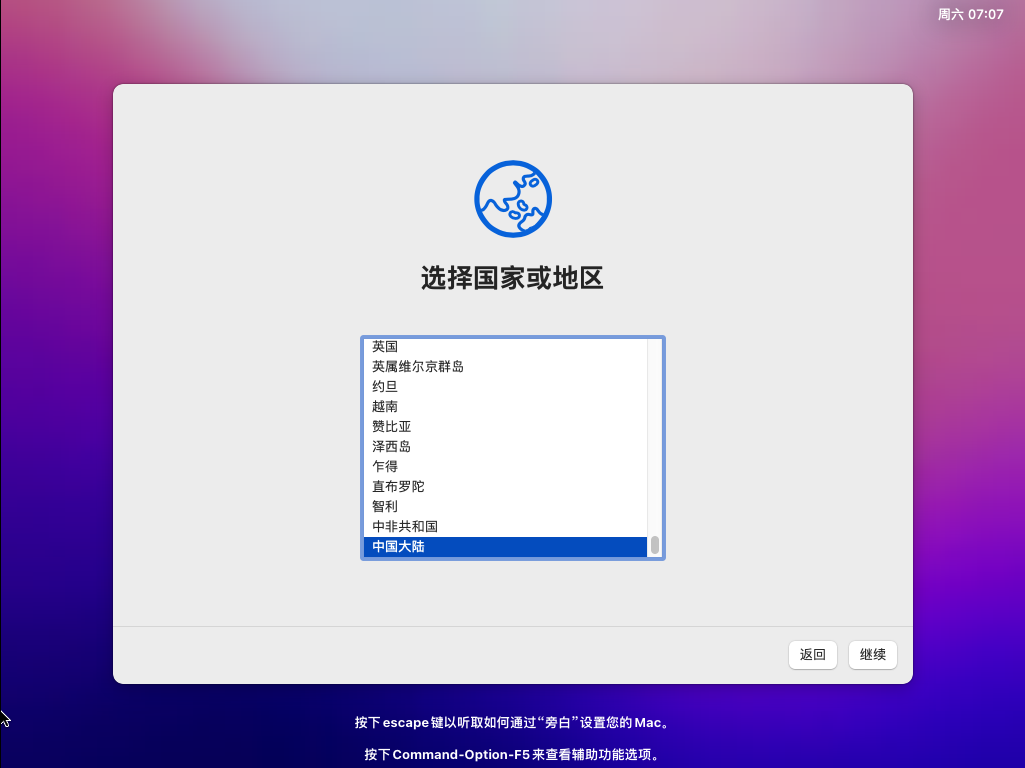 周六 07:07
选择国家或地区
英国
英属维尔京群岛
约旦
越南
赞比亚
泽西岛
乍得
直布罗陀
智利
中非共和国
中国大陆
返回
继续
按下 escape 键以听取如何通过“旁白”设置您的 Mac。
按下 Command-Option-F5 来查看辅助功能选项。